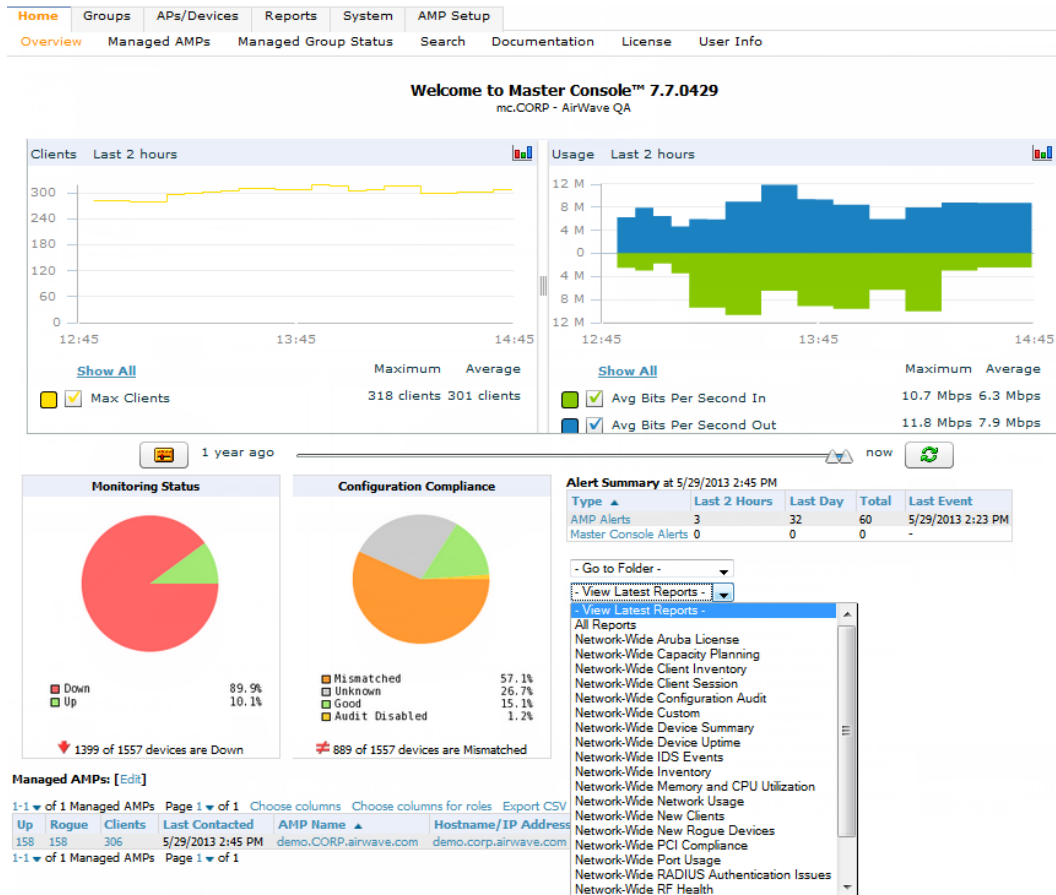 Home Groups APs/Devices Reports System AMP Setup
Overview Managed AMPs Managed Group Status Search Documentation License User Info
Welcome to Master Console™ 7.7.0429
mc.CORP - AirWave QA
Clients Last 2 hours
300
240
180
120
60
0
12:45 13:45 14:45
Show All Maximum Average
Max Clients 318 clients 301 clients
Usage Last 2 hours
12 M
8 M
4 M
0
4 M
8 M
12 M
12:45 13:45 14:45
Show All Maximum Average
Avg Bits Per Second In 10.7 Mbps 6.3 Mbps
Avg Bits Per Second Out 11.8 Mbps 7.9 Mbps
1 year ago now
Monitoring Status
Down 89.9%
Up 10.1%
1399 of 1557 devices are Down
Configuration Compliance
Mismatched 57.1%
Unknown 26.7%
Good 15.1%
Audit Disabled 1.2%
889 of 1557 devices are Mismatched
Alert Summary at 5/29/2013 2:45 PM
Type Last 2 Hours Last Day Total Last Event
AMP Alerts 3 32 60 5/29/2013 2:23 PM
Master Console Alerts 0 0 0 -
- Go to Folder -
- View Latest Reports -
- View Latest Reports -
All Reports
Network-Wide Aruba License
Network-Wide Capacity Planning
Network-Wide Client Inventory
Network-Wide Client Session
Network-Wide Configuration Audit
Network-Wide Custom
Network-Wide Device Summary
Network-Wide Device Uptime
Network-Wide IDS Events
Network-Wide Inventory
Network-Wide Memory and CPU Utilization
Network-Wide Network Usage
Network-Wide New Clients
Network-Wide New Rogue Devices
Network-Wide PCI Compliance
Network-Wide Port Usage
Network-Wide RADIUS Authentication Issues
Network-Wide RF Health
Managed AMPs: [Edit]
1-1 of 1 Managed AMPs Page 1 of 1 Choose columns Choose columns for roles Export CSV
Up Rogue Clients Last Contacted AMP Name Hostname/IP Address
158 158 306 5/29/2013 2:45 PM demo.CORP.airwave.com demo.corp.airwave.com
1-1 of 1 Managed AMPs Page 1 of 1